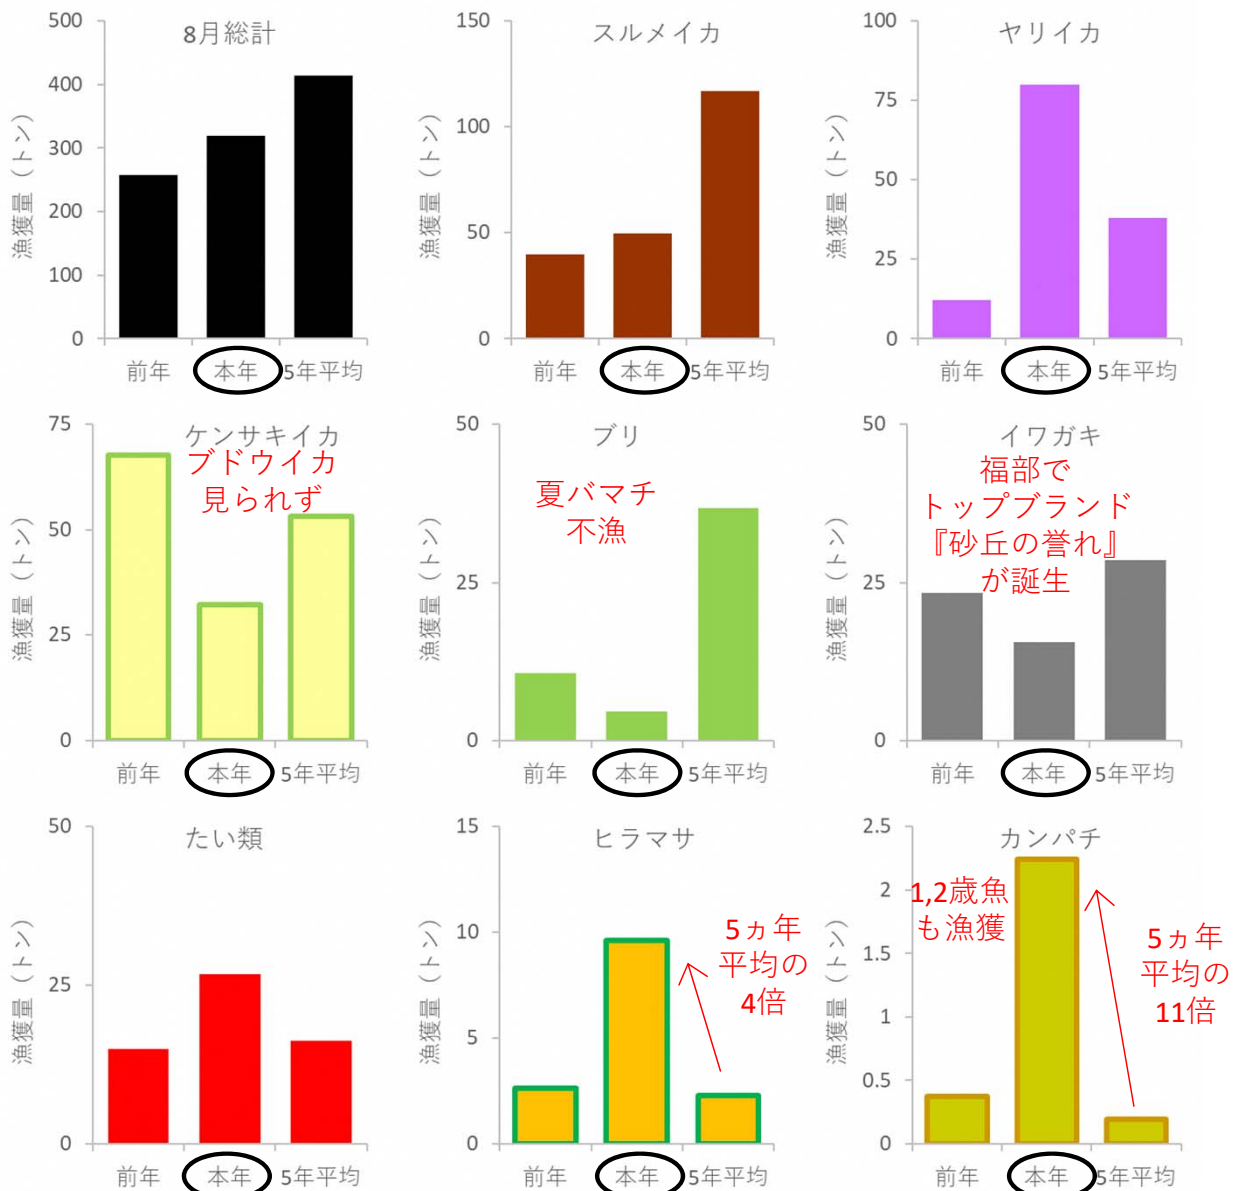 8月総計
漁獲量（トン）
500
400
300
200
100
0
前年
本年
5年平均
スルメイカ
漁獲量（トン）
150
100
50
0
前年
本年
5年平均
ヤリイカ
漁獲量（トン）
100
75
50
25
0
前年
本年
5年平均
ケンサキイカ
ブドウイカ
見られず
漁獲量（トン）
75
50
25
0
前年
本年
5年平均
ブリ
夏バマチ
不漁
漁獲量（トン）
50
25
0
前年
本年
5年平均
イワガキ
福部で
トップブランド
『砂丘の誉れ』
が誕生
漁獲量（トン）
50
25
0
前年
本年
5年平均
たい類
漁獲量（トン）
50
25
0
前年
本年
5年平均
ヒラマサ
5ヵ年
平均の
4倍
漁獲量（トン）
15
10
5
0
前年
本年
5年平均
カンパチ
1,2歳魚
も漁獲
5ヵ年
平均の
11倍
漁獲量（トン）
2.5
2
1.5
1
0.5
0
前年
本年
5年平均